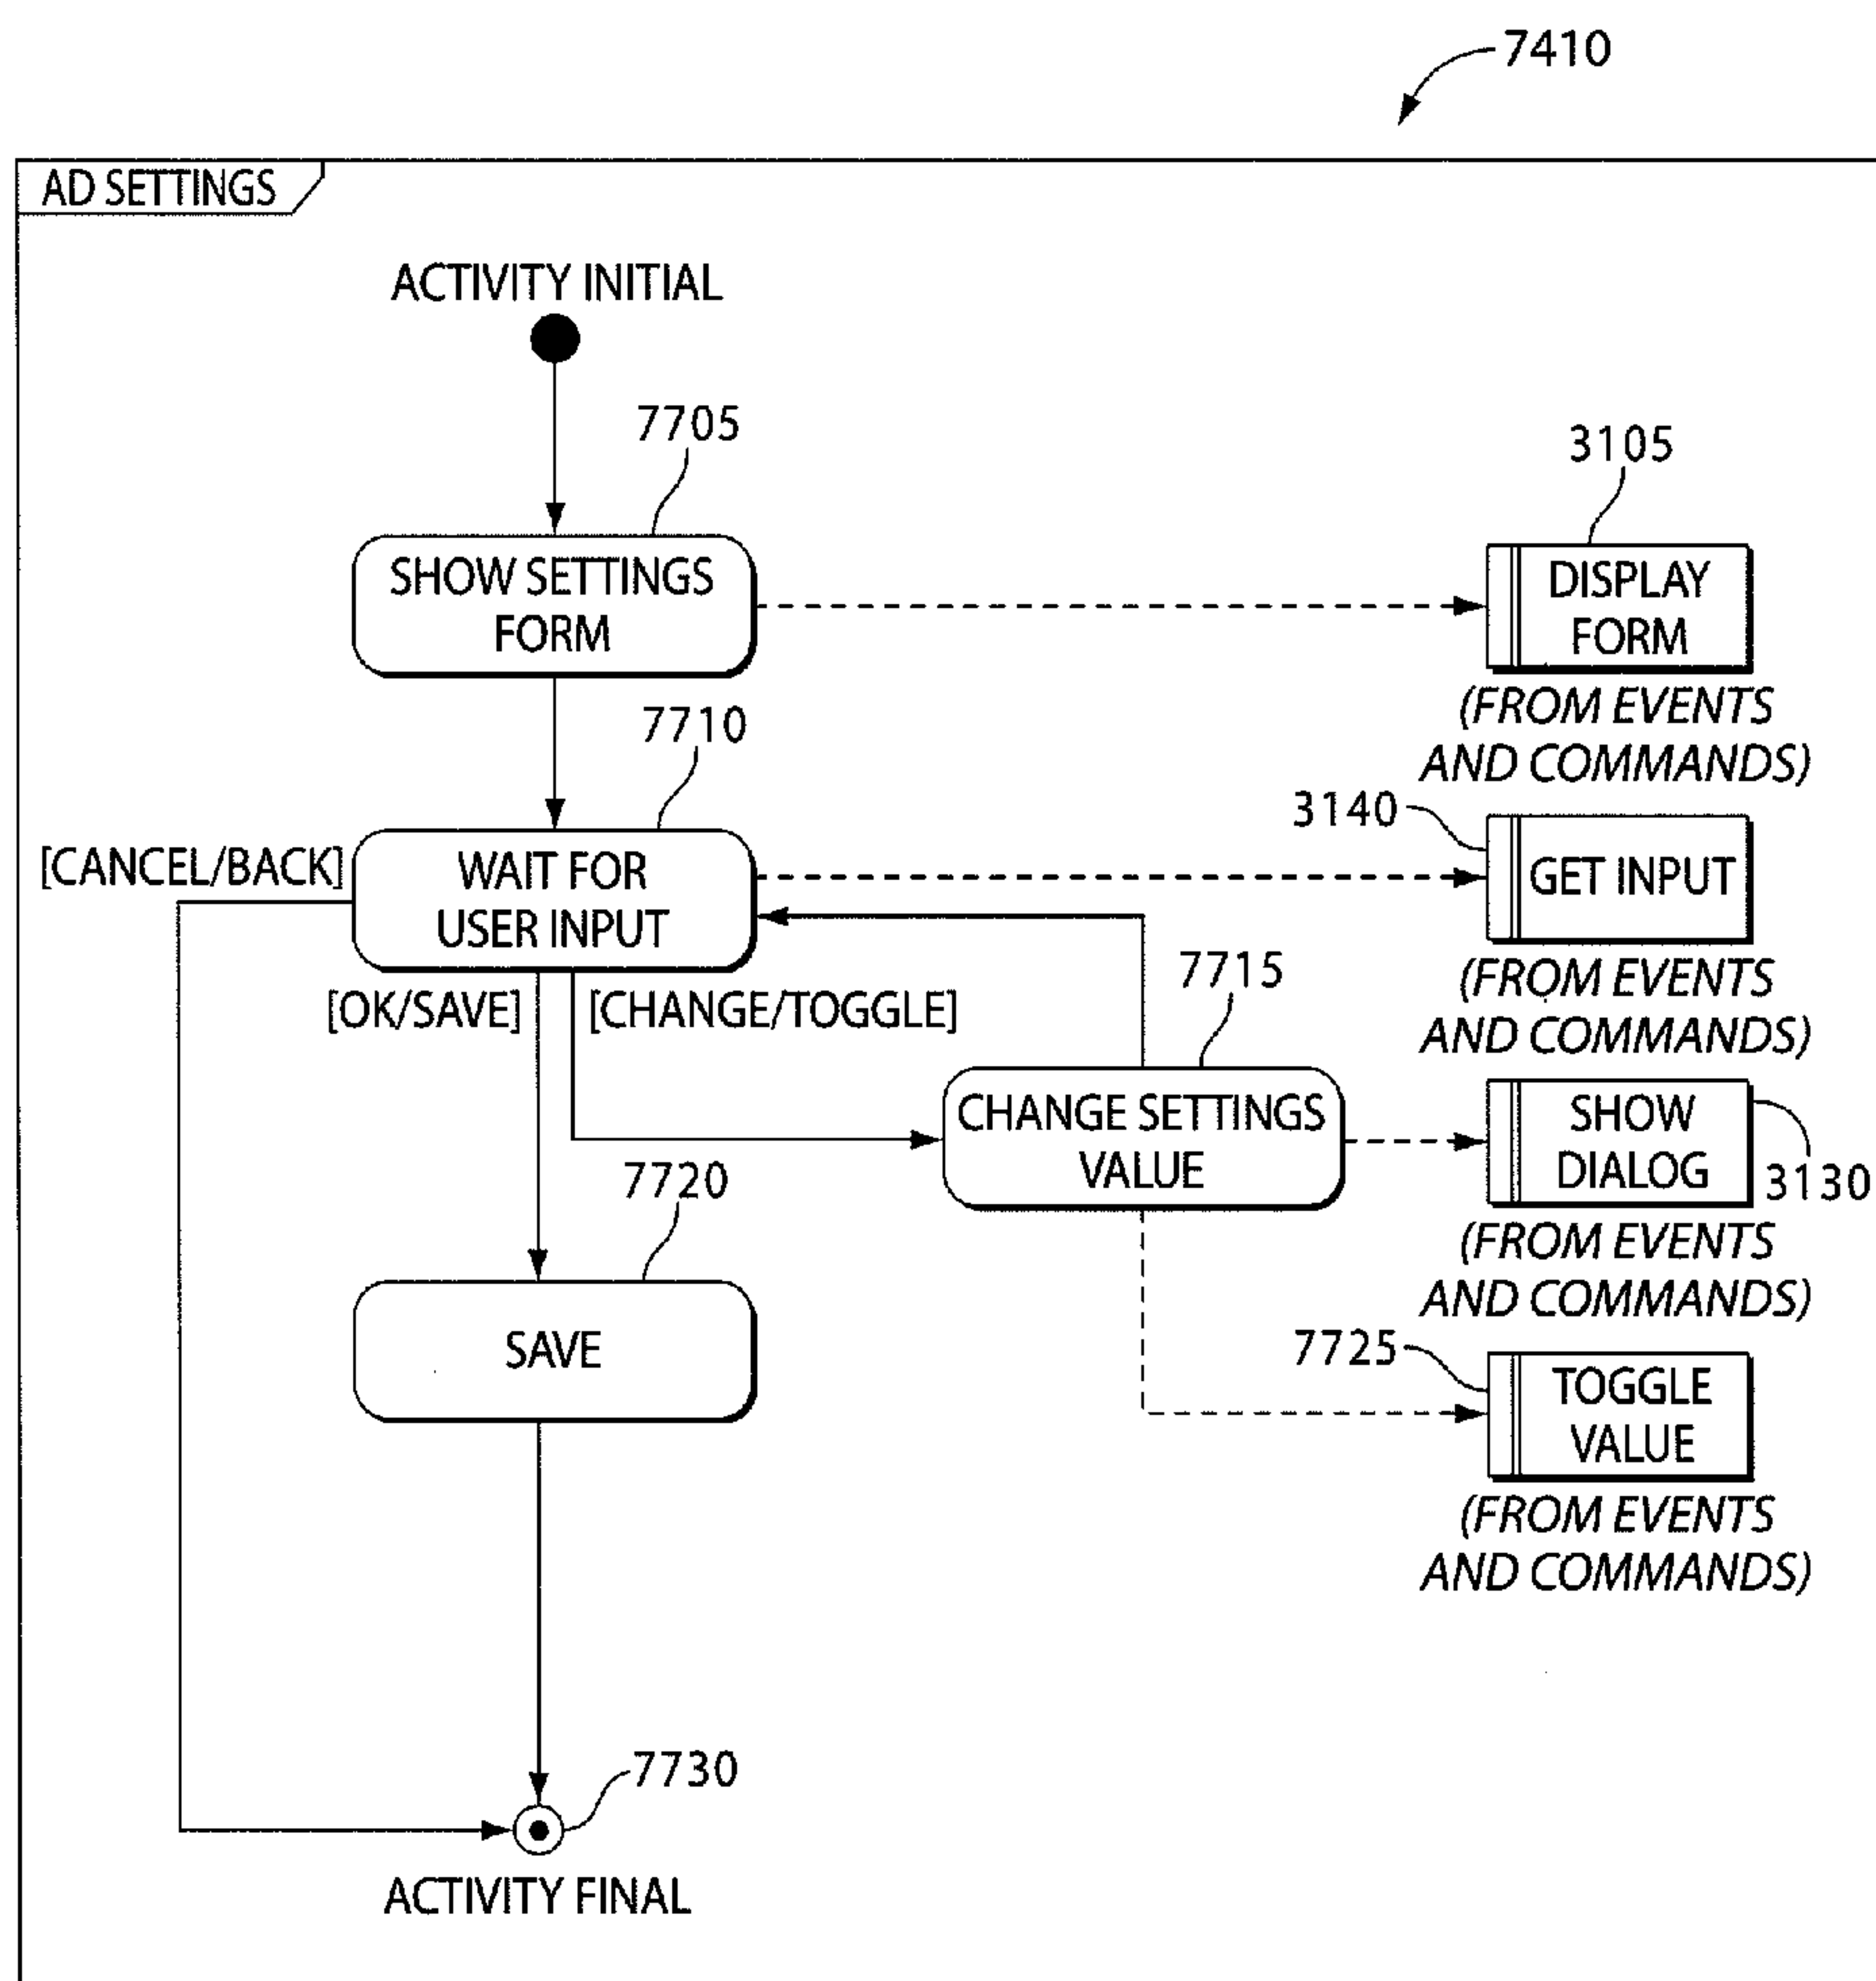 7410
AD SETTINGS
ACTIVITY INITIAL
7705
SHOW SETTINGS
FORM
3105
DISPLAY
FORM
(FROM EVENTS
AND COMMANDS)
7710
[CANCEL/BACK]
WAIT FOR
USER INPUT
3140
GET INPUT
(FROM EVENTS
AND COMMANDS)
[OK/SAVE]
[CHANGE/TOGGLE]
7715
CHANGE SETTINGS
VALUE
SHOW
DIALOG
3130
(FROM EVENTS
AND COMMANDS)
7720
SAVE
7725
TOGGLE
VALUE
(FROM EVENTS
AND COMMANDS)
7730
ACTIVITY FINAL